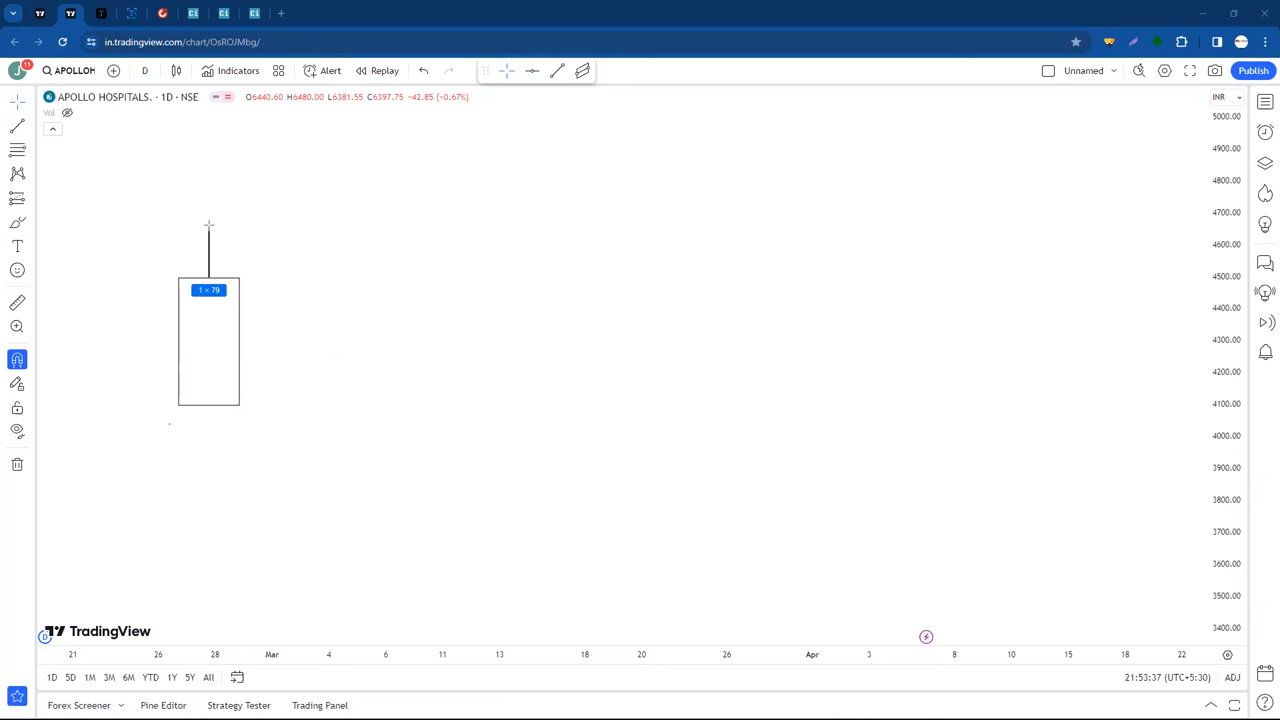 in.tradingview.com/chart/OsROJMbg/
11
APOLLOH
D
Indicators
Alert
Replay
Unnamed
Publish
APOLLO HOSPITALS. · 1D · NSE
O6440.60 H6480.00 L6381.55 C6397.75 −42.85 (−0.67%)
INR
Vol
5000.00
4900.00
4800.00
4700.00
4600.00
4500.00
4400.00
4300.00
4200.00
4100.00
4000.00
3900.00
3800.00
3700.00
3600.00
3500.00
3400.00
1 × 79
TradingView
D
21 26 28 Mar 4 6 11 13 18 20 26 Apr 3 8 10 15 18 22
1D 5D 1M 3M 6M YTD 1Y 5Y All
21:53:37 (UTC+5:30) ADJ
Forex Screener Pine Editor Strategy Tester Trading Panel